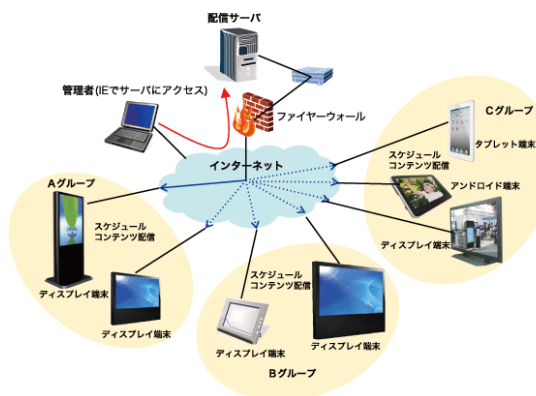 配信サーバ
管理者(IEでサーバにアクセス)
ファイヤーウォール
インターネット
Cグループ
タブレット端末
スケジュール
コンテンツ配信
アンドロイド端末
ディスプレイ端末
Aグループ
スケジュール
コンテンツ配信
ディスプレイ端末
ディスプレイ端末
スケジュール
コンテンツ配信
ディスプレイ端末
ディスプレイ端末
Bグループ